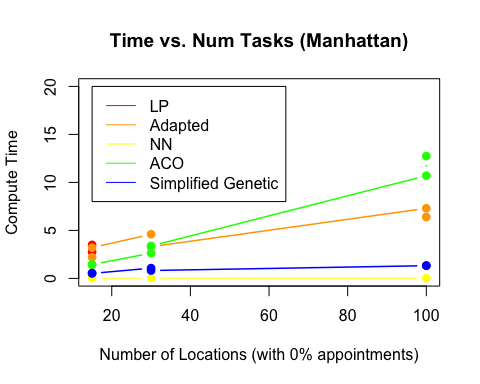 Time vs. Num Tasks (Manhattan)
Compute Time
20
15
10
5
0
LP
Adapted
NN
ACO
Simplified Genetic
20 40 60 80 100
Number of Locations (with 0% appointments)